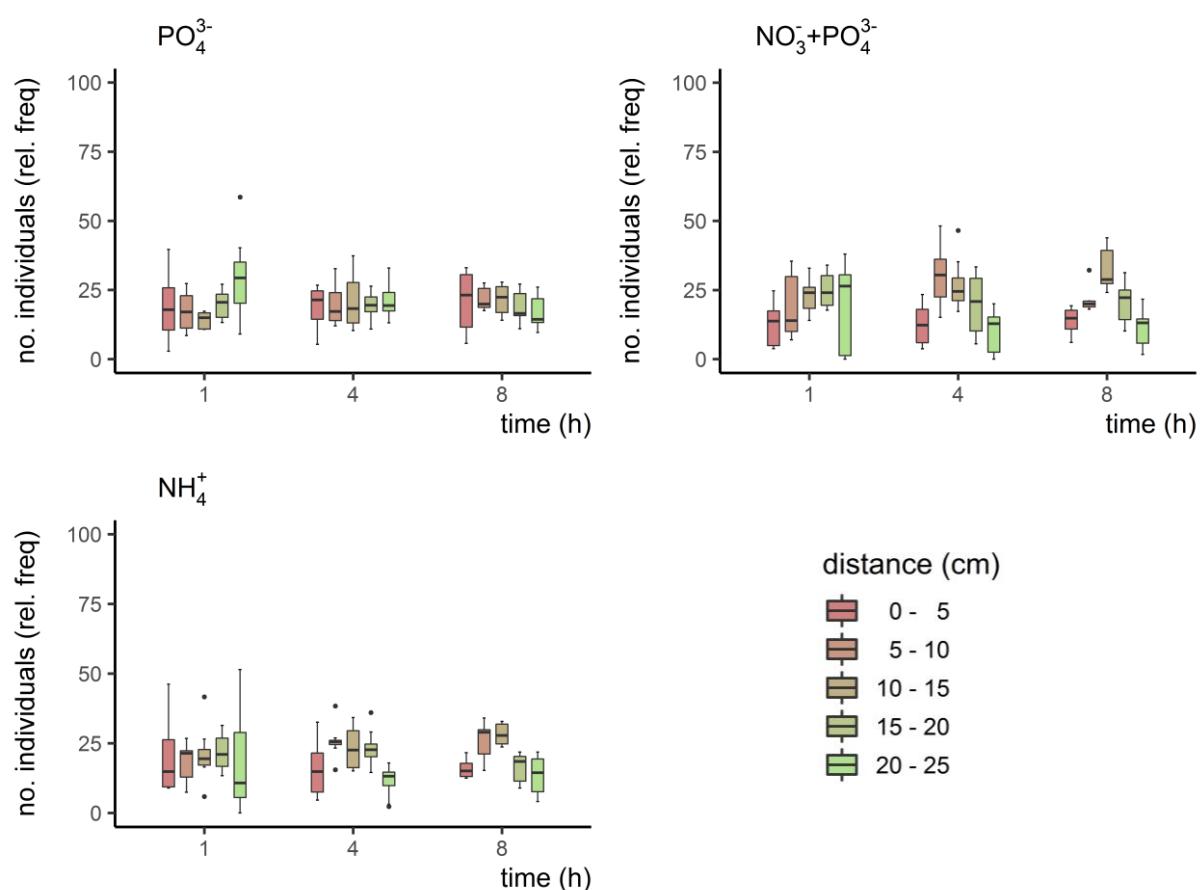 PO₄³⁻
no. individuals (rel. freq)
100
75
50
25
0
1 4 8
time (h)
NO₃⁻+PO₄³⁻
no. individuals (rel. freq)
100
75
50
25
0
1 4 8
time (h)
NH₄⁺
no. individuals (rel. freq)
100
75
50
25
0
1 4 8
time (h)
distance (cm)
0 - 5
5 - 10
10 - 15
15 - 20
20 - 25